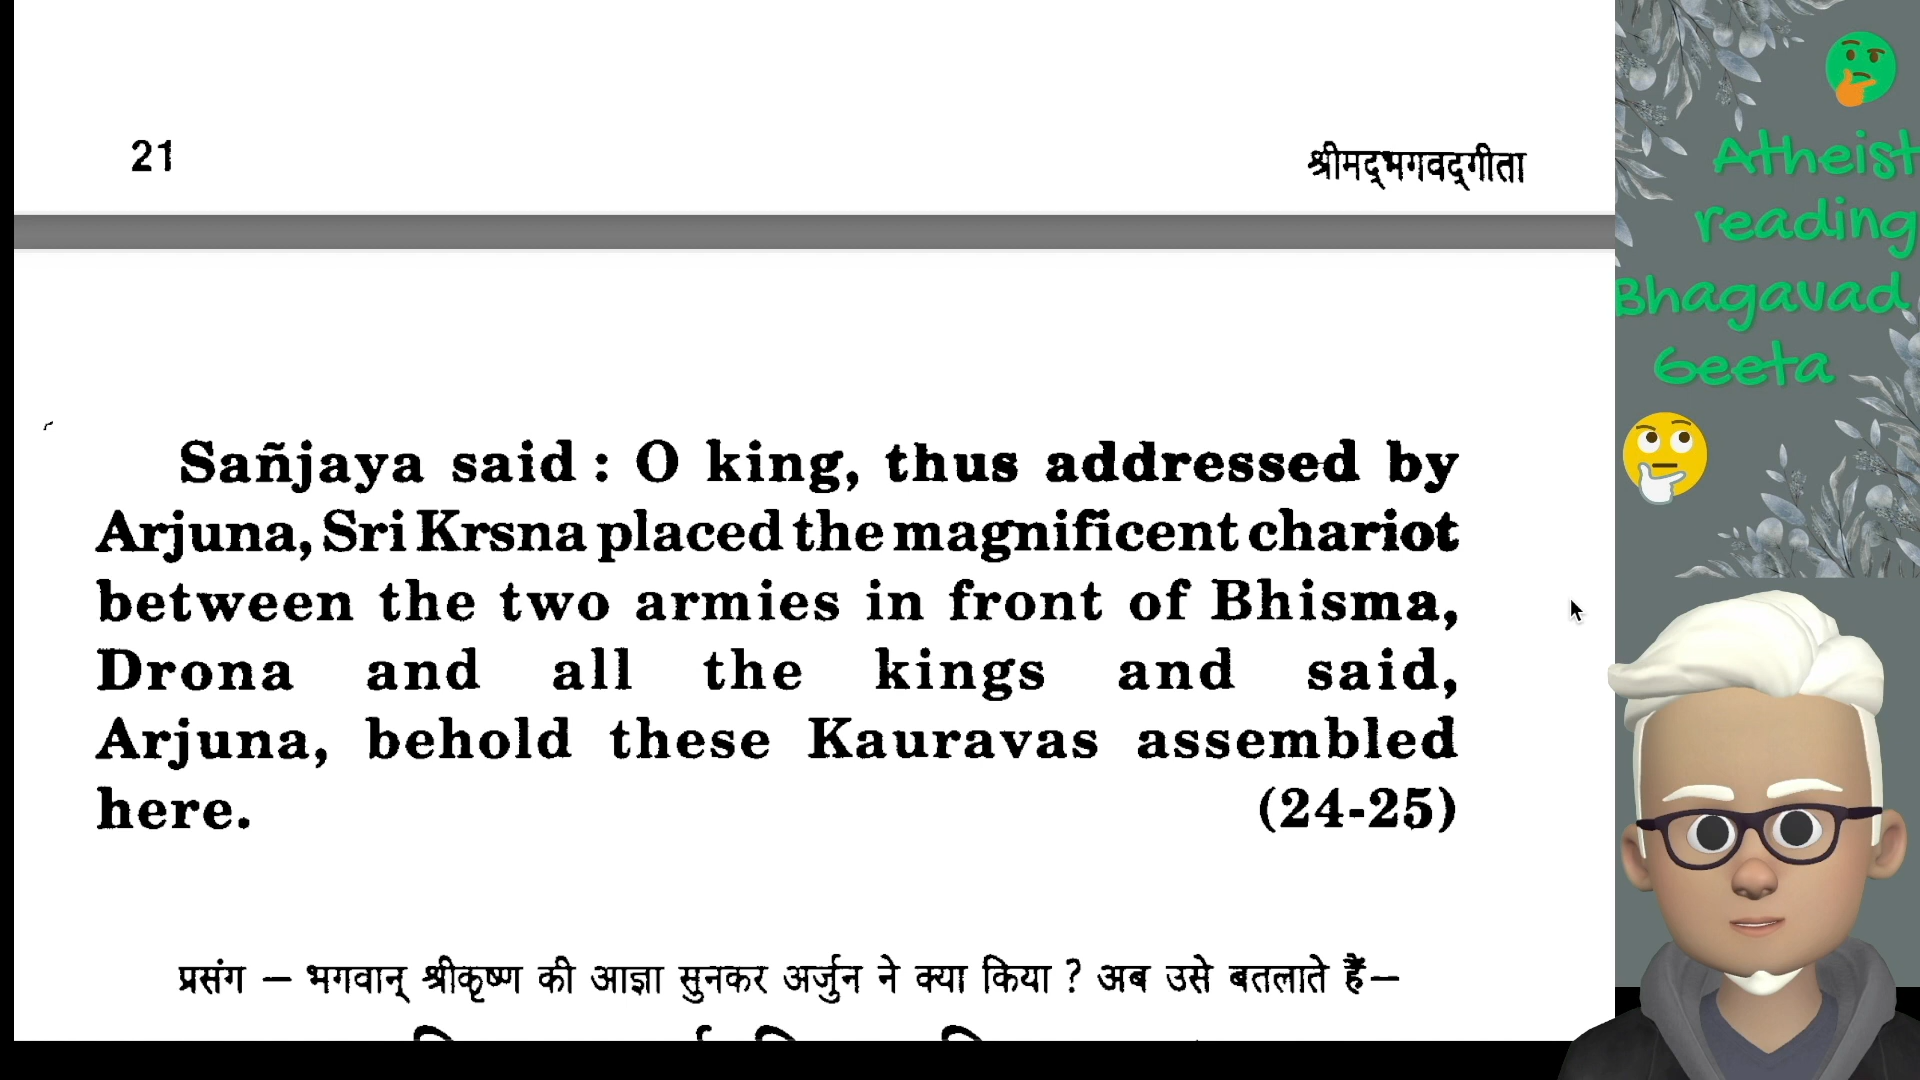 21
श्रीमद्भगवद्गीता
Sañjaya said : O king, thus addressed by
Arjuna, Sri Krsna placed the magnificent chariot
between the two armies in front of Bhisma,
Drona and all the kings and said,
Arjuna, behold these Kauravas assembled
here. (24-25)
प्रसंग – भगवान् श्रीकृष्ण की आज्ञा सुनकर अर्जुन ने क्या किया ? अब उसे बतलाते हैं–
Atheist
reading
Bhagavad
Geeta